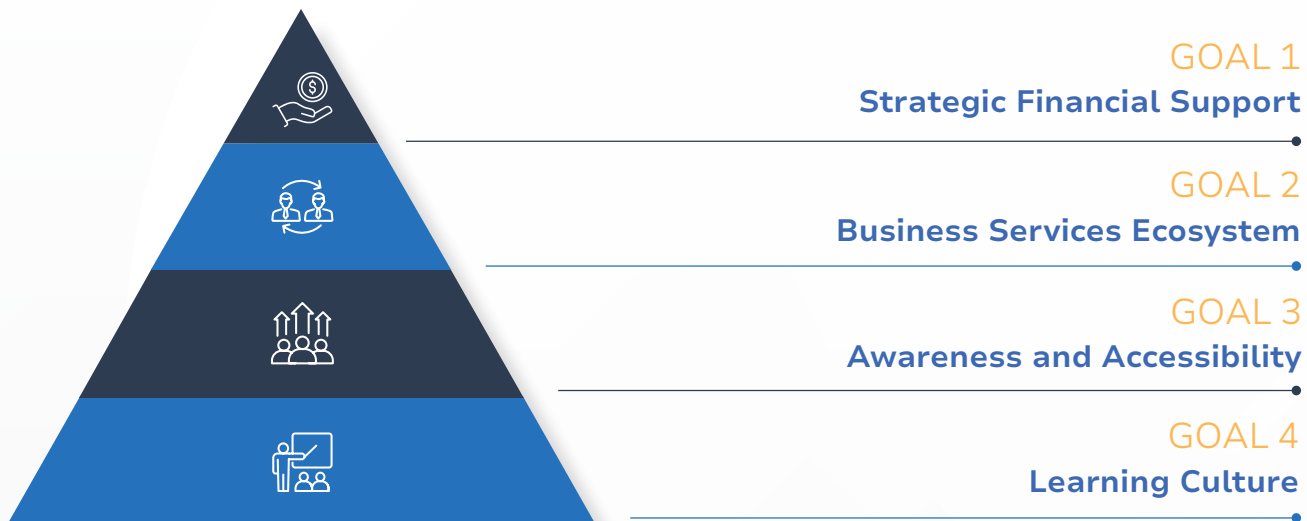 GOAL 1
Strategic Financial Support
GOAL 2
Business Services Ecosystem
GOAL 3
Awareness and Accessibility
GOAL 4
Learning Culture
$